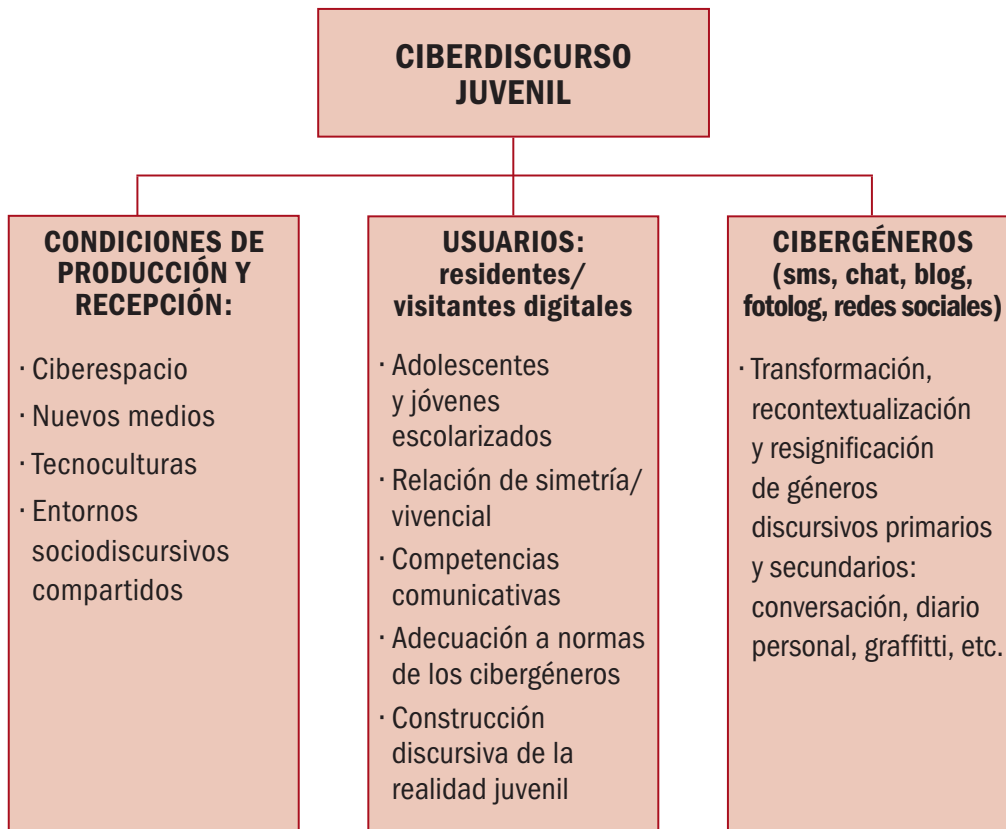 CIBERDISCURSO
JUVENIL
CONDICIONES DE
PRODUCCIÓN Y
RECEPCIÓN:
· Ciberespacio
· Nuevos medios
· Tecnoculturas
· Entornos
sociodiscursivos
compartidos
USUARIOS:
residentes/
visitantes digitales
· Adolescentes
y jóvenes
escolarizados
· Relación de simetría/
vivencial
· Competencias
comunicativas
· Adecuación a normas
de los cibergéneros
· Construcción
discursiva de la
realidad juvenil
CIBERGÉNEROS
(sms, chat, blog,
fotolog, redes sociales)
· Transformación,
recontextualización
y resignificación
de géneros
discursivos primarios
y secundarios:
conversación, diario
personal, graffitti, etc.